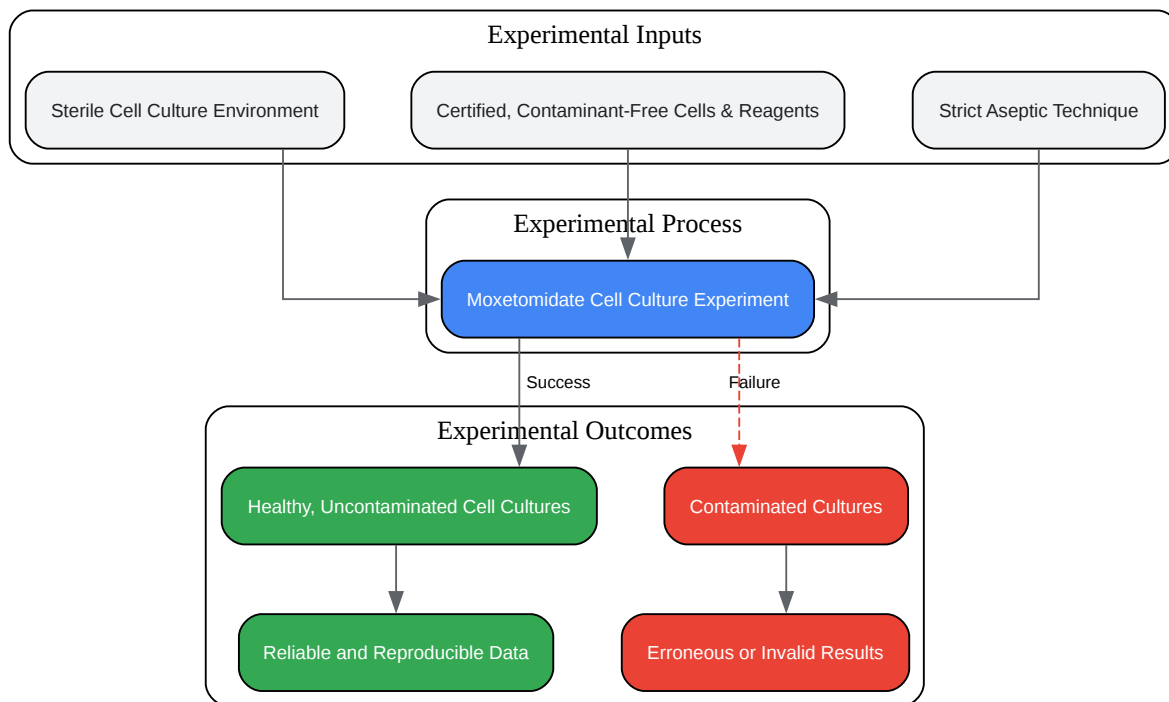 Experimental Inputs
Sterile Cell Culture Environment
Certified, Contaminant-Free Cells & Reagents
Strict Aseptic Technique
Experimental Process
Moxetomidate Cell Culture Experiment
Success
Failure
Experimental Outcomes
Healthy, Uncontaminated Cell Cultures
Contaminated Cultures
Reliable and Reproducible Data
Erroneous or Invalid Results